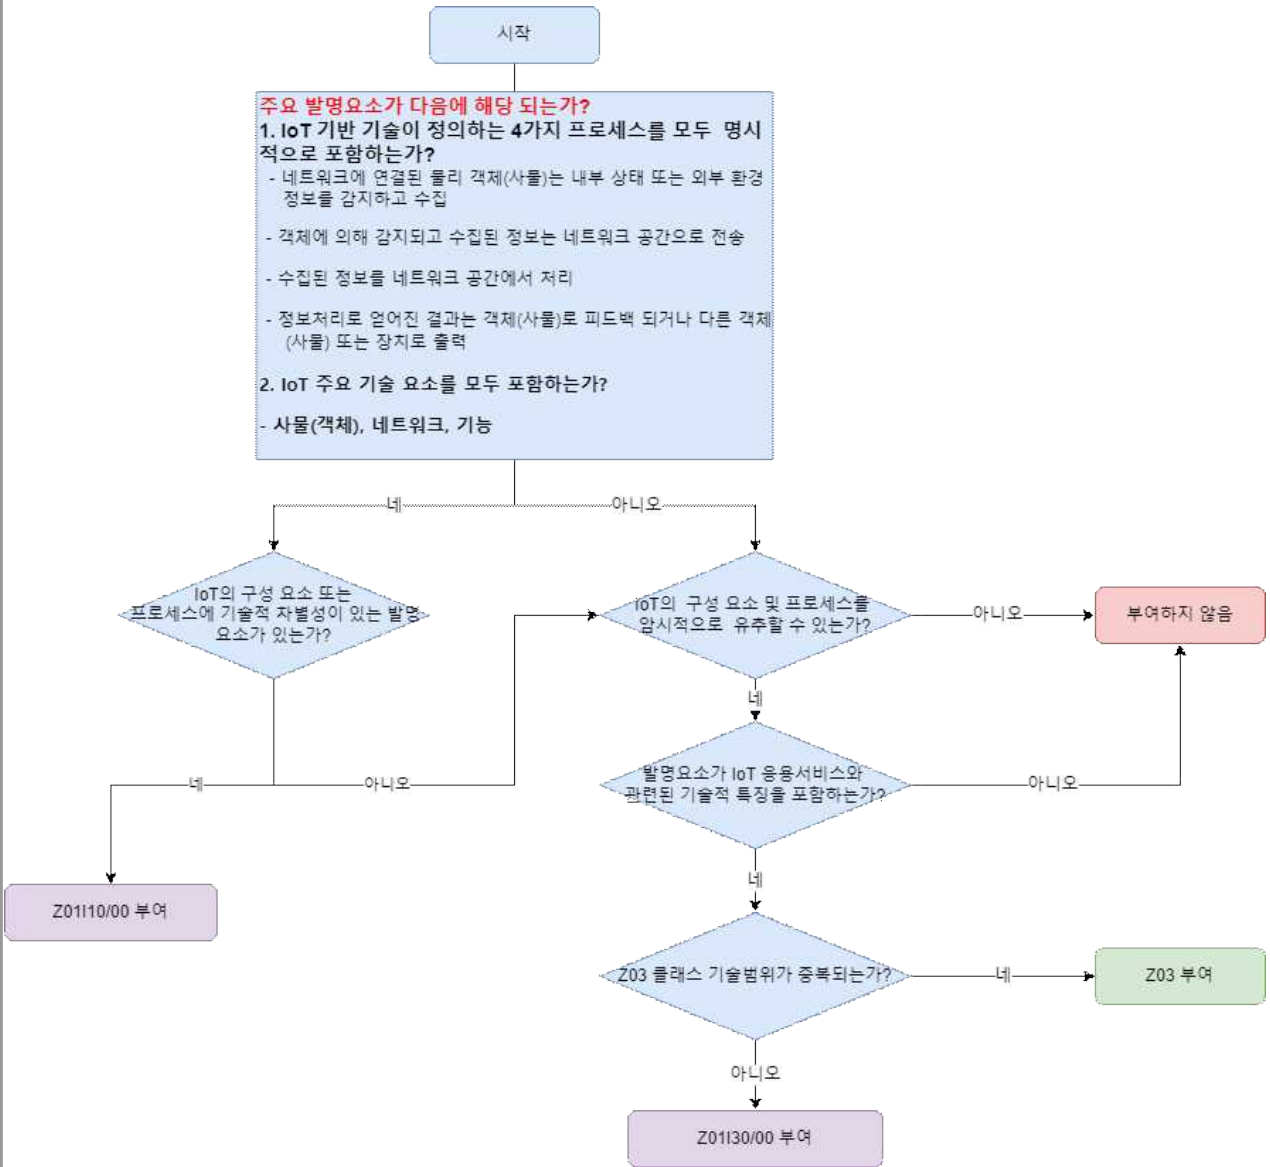 시작
주요 발명요소가 다음에 해당 되는가?
1. IoT 기반 기술이 정의하는 4가지 프로세스를 모두 명시
적으로 포함하는가?
- 네트워크에 연결된 물리 객체(사물)는 내부 상태 또는 외부 환경
정보를 감지하고 수집
- 객체에 의해 감지되고 수집된 정보는 네트워크 공간으로 전송
- 수집된 정보를 네트워크 공간에서 처리
- 정보처리로 얻어진 결과는 객체(사물)로 피드백 되거나 다른 객체
(사물) 또는 장치로 출력
2. IoT 주요 기술 요소를 모두 포함하는가?
- 사물(객체), 네트워크, 기능
네
아니오
IoT의 구성 요소 또는
프로세스에 기술적 차별성이 있는 발명
요소가 있는가?
IoT의 구성 요소 및 프로세스를
암시적으로 유추할 수 있는가?
아니오
부여하지 않음
네
네
아니오
발명요소가 IoT 응용서비스와
관련된 기술적 특징을 포함하는가?
아니오
네
Z01I10/00 부여
Z03 클래스 기술범위가 중복되는가?
네
Z03 부여
아니오
Z01I30/00 부여